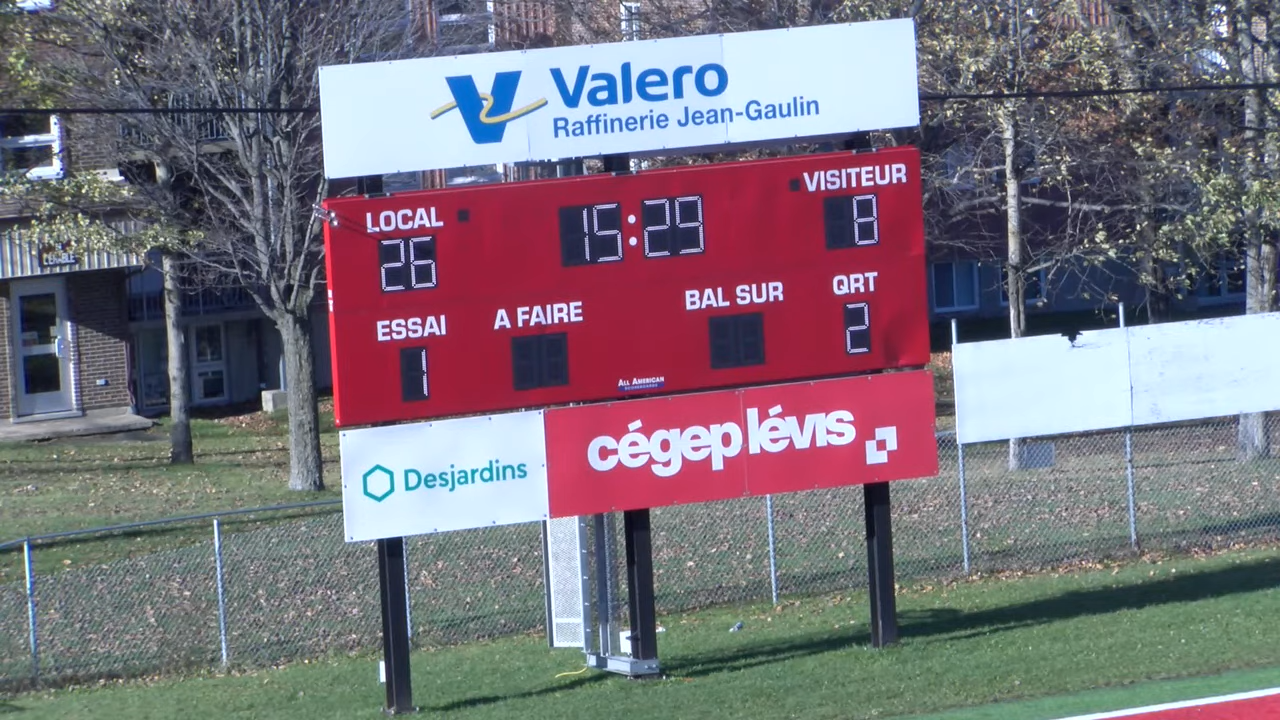 Valero
Raffinerie Jean-Gaulin
LOCAL
26
15:29
VISITEUR
8
ESSAI
1
A FAIRE
BAL SUR
QRT
2
ALL AMERICAN
SCOREBOARDS
Desjardins
cégep lévis